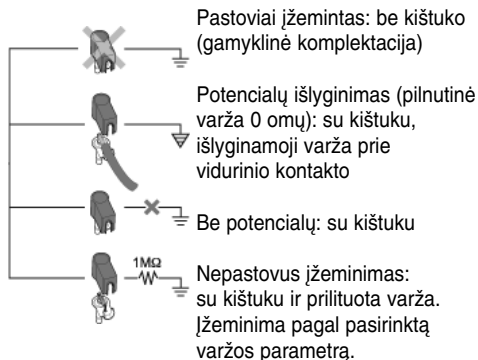 Pastoviai įžemintas: be kištuko
(gamyklinė komplektacija)
Potencialų išlyginimas (pilnutinė
varža 0 omų): su kištuku,
išlyginamoji varža prie
vidurinio kontakto
Be potencialų: su kištuku
1MΩ
Nepastovus įžeminimas:
su kištuku ir prilituota varža.
Įžeminima pagal pasirinktą
varžos parametrą.